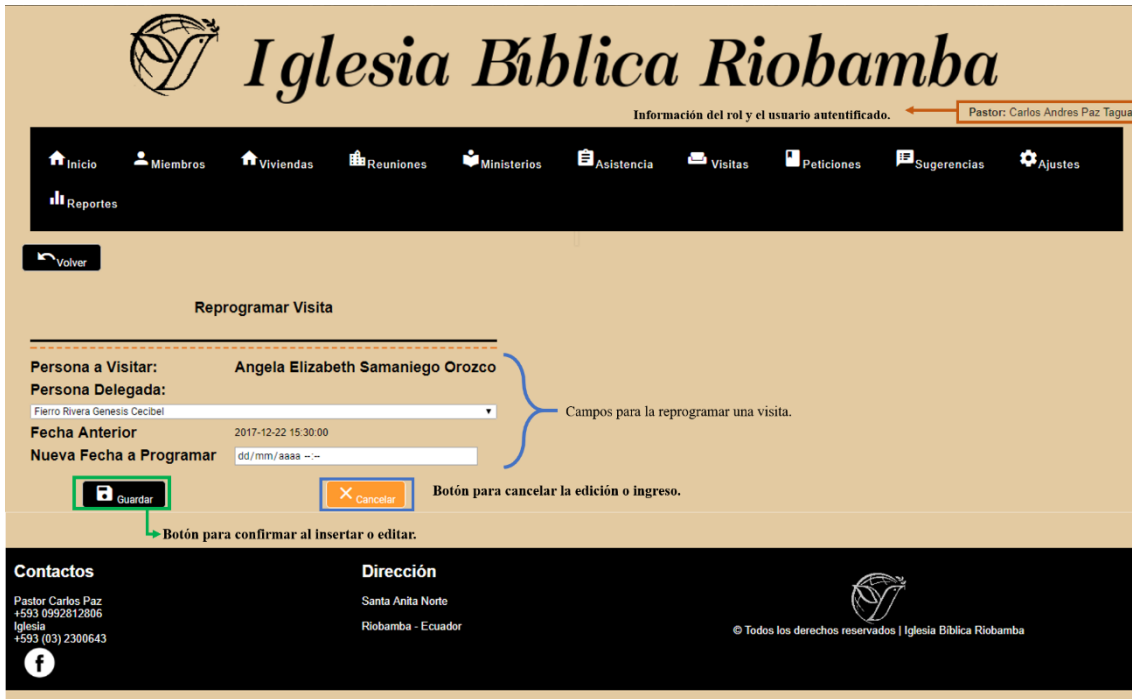 Iglesia Bíblica Riobamba
Información del rol y el usuario autentificado.
Pastor: Carlos Andres Paz Tagua
Inicio Miembros Viviendas Reuniones Ministerios Asistencia Visitas Peticiones Sugerencias Ajustes
Reportes
Volver
Reprogramar Visita
Persona a Visitar: Angela Elizabeth Samaniego Orozco
Persona Delegada:
Fierro Rivera Genesis Cecibel
Campos para la reprogramar una visita.
Fecha Anterior 2017-12-22 15:30:00
Nueva Fecha a Programar dd/mm/aaaa --:--
Guardar Cancelar Botón para cancelar la edición o ingreso.
Botón para confirmar al insertar o editar.
Contactos
Pastor Carlos Paz
+593 0992812806
Iglesia
+593 (03) 2300643
Dirección
Santa Anita Norte
Riobamba - Ecuador
© Todos los derechos reservados | Iglesia Bíblica Riobamba